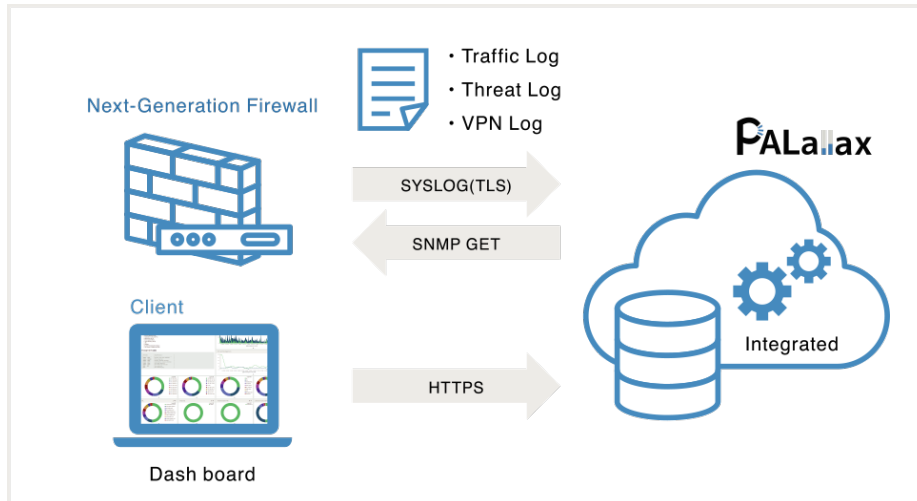 ・Traffic Log
・Threat Log
・VPN Log
Next-Generation Firewall
PALallax
SYSLOG(TLS)
SNMP GET
Client
Integrated
HTTPS
Dash board